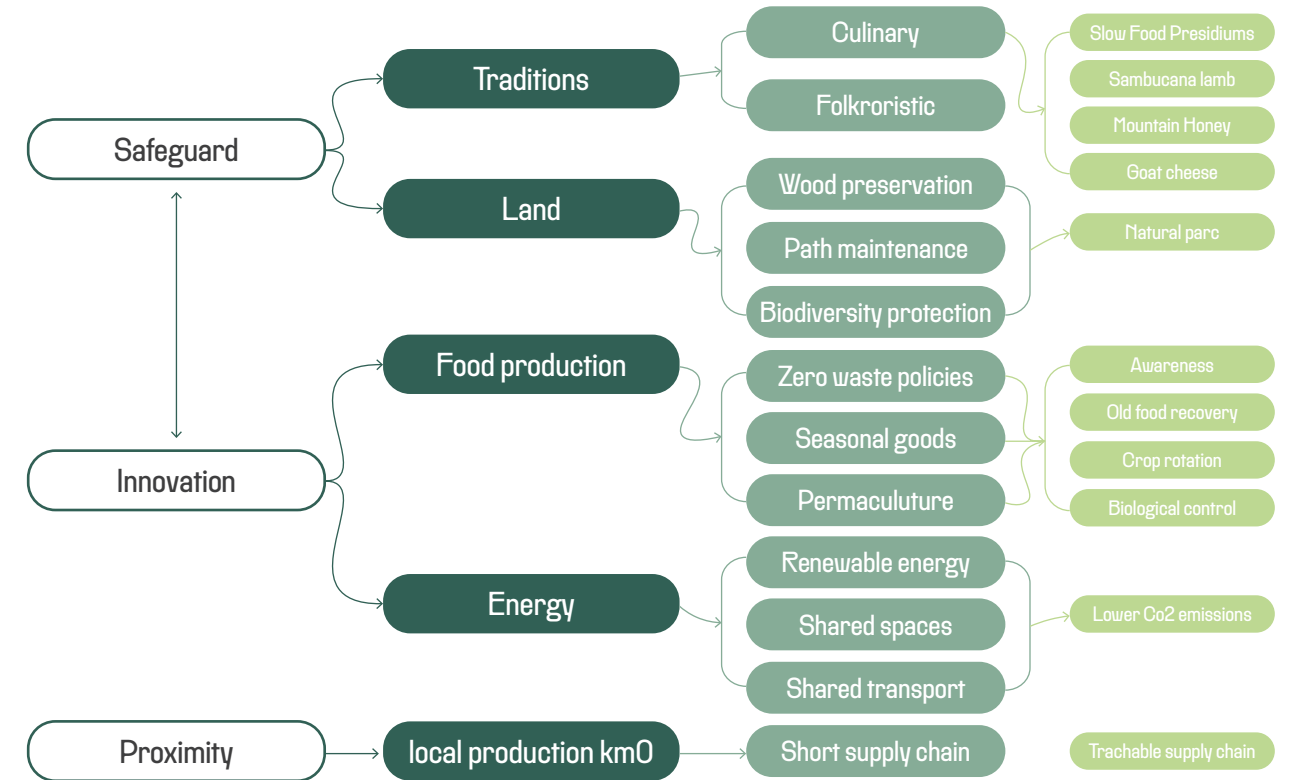 Safeguard
Innovation
Proximity
Traditions
Land
Food production
Energy
local production km0
Culinary
Folkroristic
Wood preservation
Path maintenance
Biodiversity protection
Zero waste policies
Seasonal goods
Permaculuture
Renewable energy
Shared spaces
Shared transport
Short supply chain
Slow Food Presidiums
Sambucana lamb
Mountain Honey
Goat cheese
Natural parc
Awareness
Old food recovery
Crop rotation
Biological control
Lower Co2 emissions
Trachable supply chain